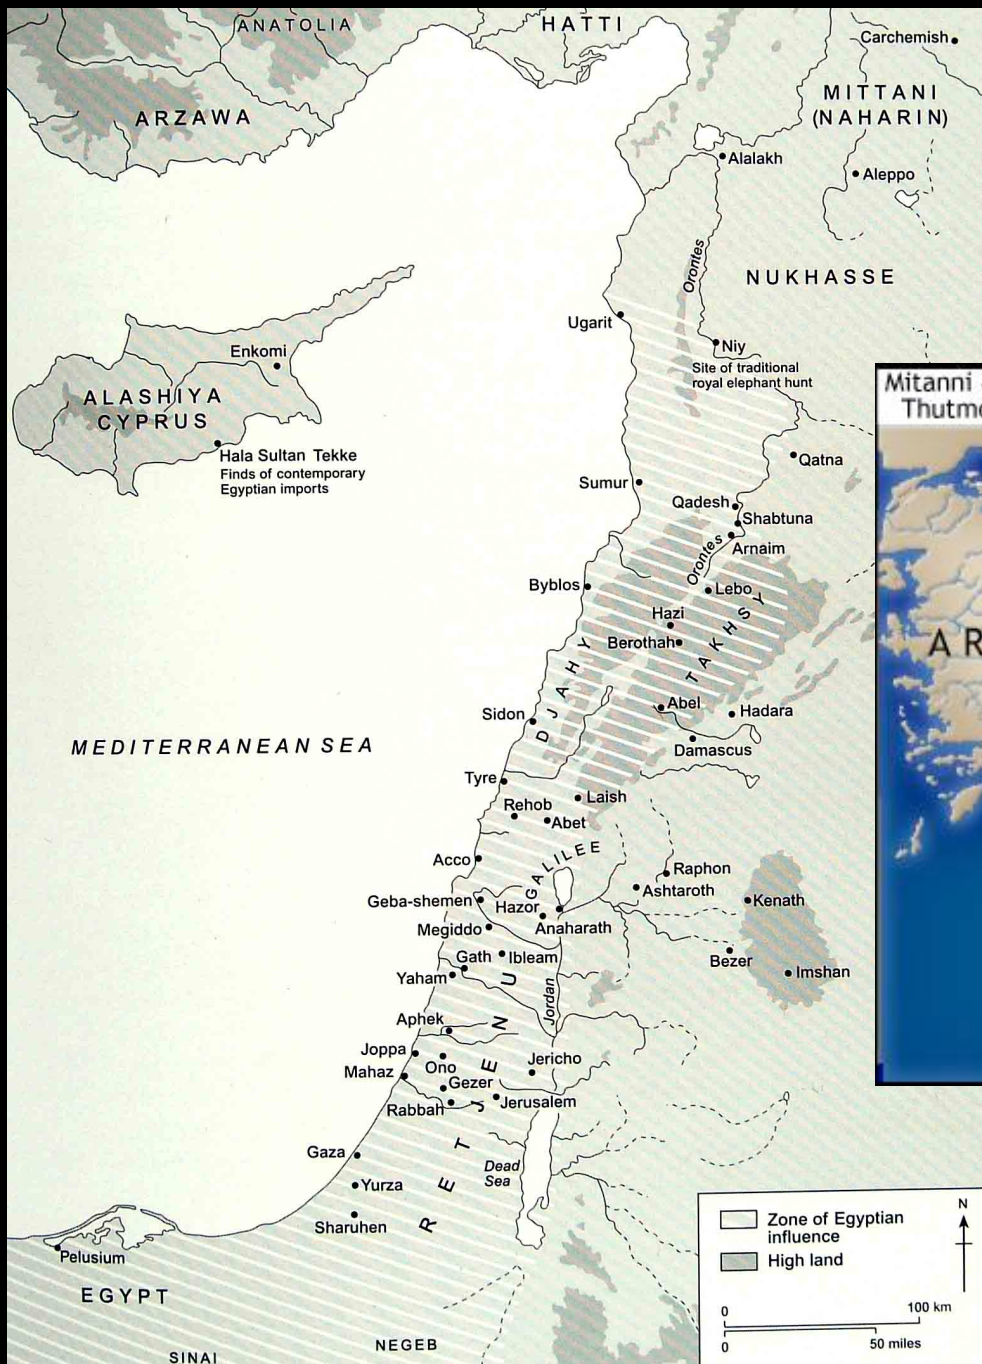 ANATOLIA
HATTI
Carchemish
ARZAWA
MITTANI
(NAHARIN)
Alalakh
Aleppo
Orontes
NUKHASSE
Ugarit
Niy
Site of traditional
royal elephant hunt
Enkomi
ALASHIYA
CYPRUS
Hala Sultan Tekke
Finds of contemporary
Egyptian imports
Mitanni
Thutmo
Qatna
Sumur
Qadesh
Shabtuna
Arnaim
Orontes
Byblos
Lebo
Hazi
Berothah
TAKHSY
DJAHY
AR
Abel
Hadara
Sidon
Damascus
MEDITERRANEAN SEA
Tyre
Laish
Rehob
Abet
GALILEE
Acco
Raphon
Ashtaroth
Geba-shemen
Hazor
Kenath
Anaharath
Megiddo
Gath
Ibleam
Bezer
Imshan
Yaham
Jordan
Aphek
Joppa
Ono
Jericho
Mahaz
Gezer
Rabbah
Jerusalem
RETJENU
Gaza
Dead
Sea
Yurza
Sharuhen
Pelusium
EGYPT
NEGEB
SINAI
Zone of Egyptian
influence
High land
N
0 100 km
0 50 miles